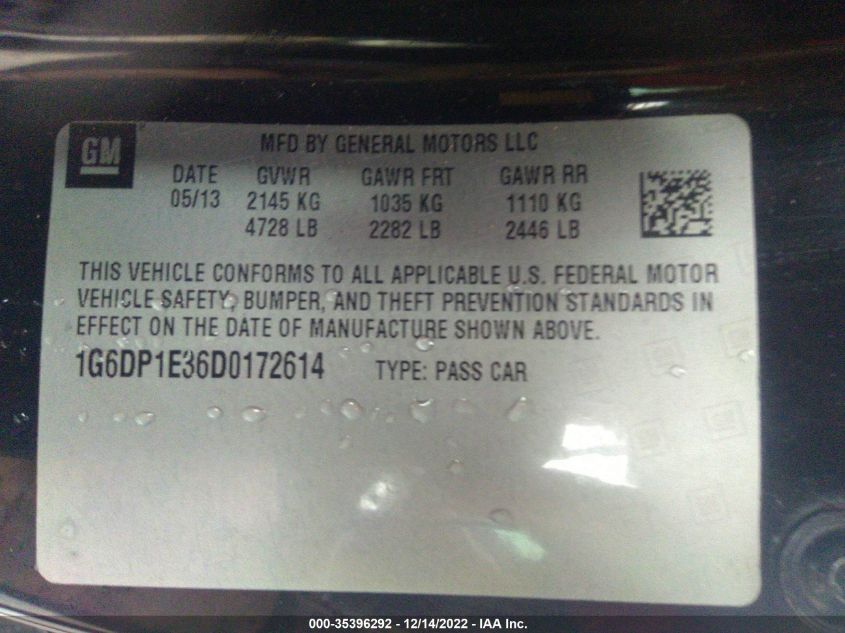 GM
MFD BY GENERAL MOTORS LLC
DATE GVWR GAWR FRT GAWR RR
05/13 2145 KG 1035 KG 1110 KG
4728 LB 2282 LB 2446 LB
THIS VEHICLE CONFORMS TO ALL APPLICABLE U.S. FEDERAL MOTOR
VEHICLE SAFETY, BUMPER, AND THEFT PREVENTION STANDARDS IN
EFFECT ON THE DATE OF MANUFACTURE SHOWN ABOVE.
1G6DP1E36D0172614 TYPE: PASS CAR
000-35396292 - 12/14/2022 - IAA Inc.